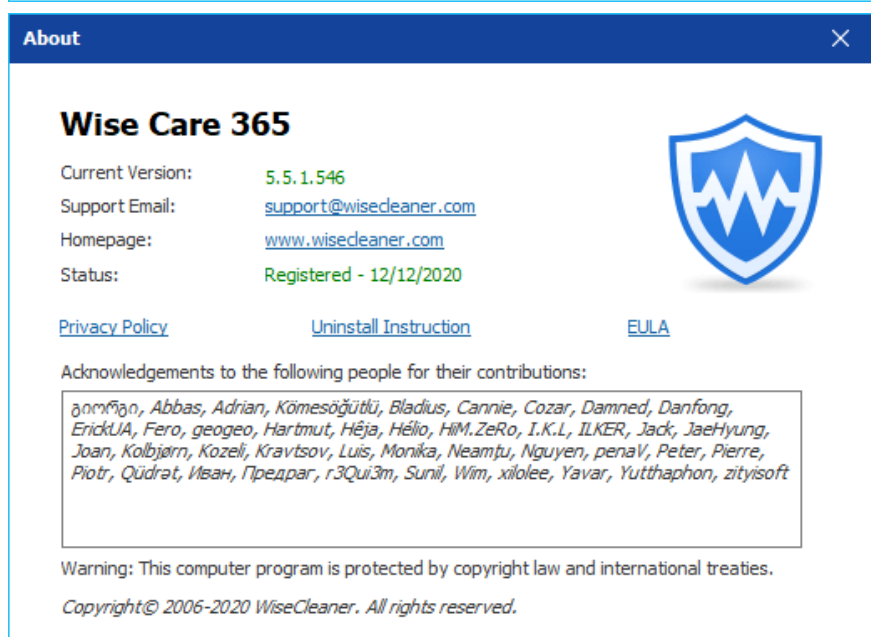 About
Wise Care 365
Current Version: 5.5.1.546
Support Email: support@wisecleaner.com
Homepage: www.wisecleaner.com
Status: Registered - 12/12/2020
Privacy Policy Uninstall Instruction EULA
Acknowledgements to the following people for their contributions:
გიორგი, Abbas, Adrian, Kömesöğütlü, Bladius, Cannie, Cozar, Damned, Danfong,
ErickUA, Fero, geogeo, Hartmut, Hêja, Hélio, HiM.ZeRo, I.K.L, ILKER, Jack, JaeHyung,
Joan, Kolbjørn, Kozeli, Kravtsov, Luis, Monika, Neamțu, Nguyen, penaV, Peter, Pierre,
Piotr, Qüdrət, Иван, Предраг, r3Qui3m, Sunil, Wim, xilolee, Yavar, Yutthaphon, zityisoft
Warning: This computer program is protected by copyright law and international treaties.
Copyright© 2006-2020 WiseCleaner. All rights reserved.